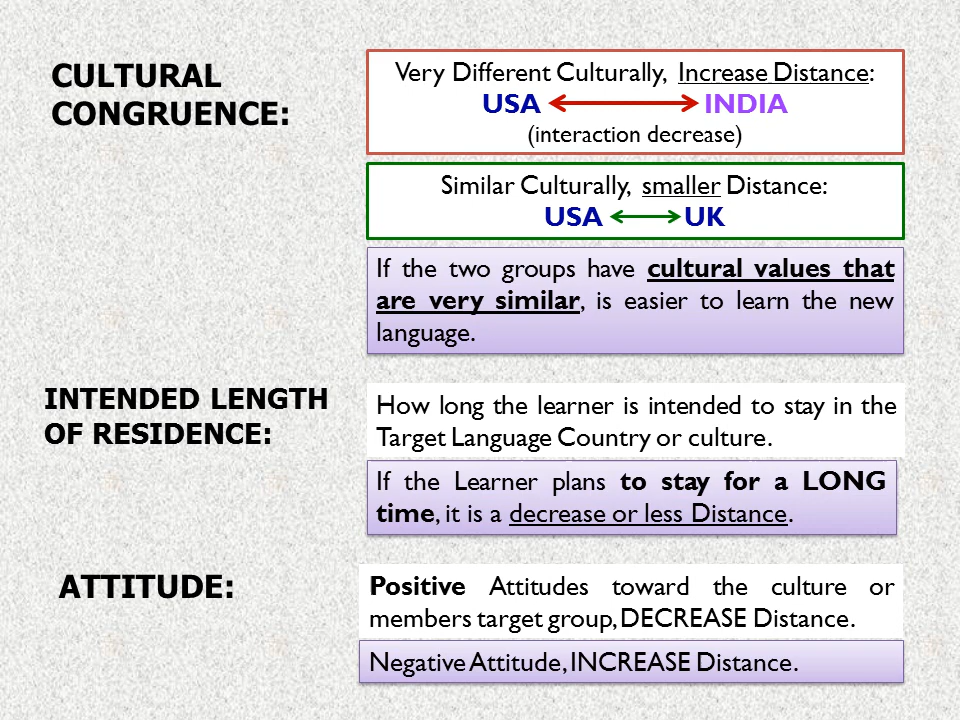 CULTURAL
CONGRUENCE:
Very Different Culturally, Increase Distance:
USA INDIA
(interaction decrease)
Similar Culturally, smaller Distance:
USA UK
If the two groups have cultural values that
are very similar, is easier to learn the new
language.
INTENDED LENGTH
OF RESIDENCE:
How long the learner is intended to stay in the
Target Language Country or culture.
If the Learner plans to stay for a LONG
time, it is a decrease or less Distance.
ATTITUDE:
Positive Attitudes toward the culture or
members target group, DECREASE Distance.
Negative Attitude, INCREASE Distance.